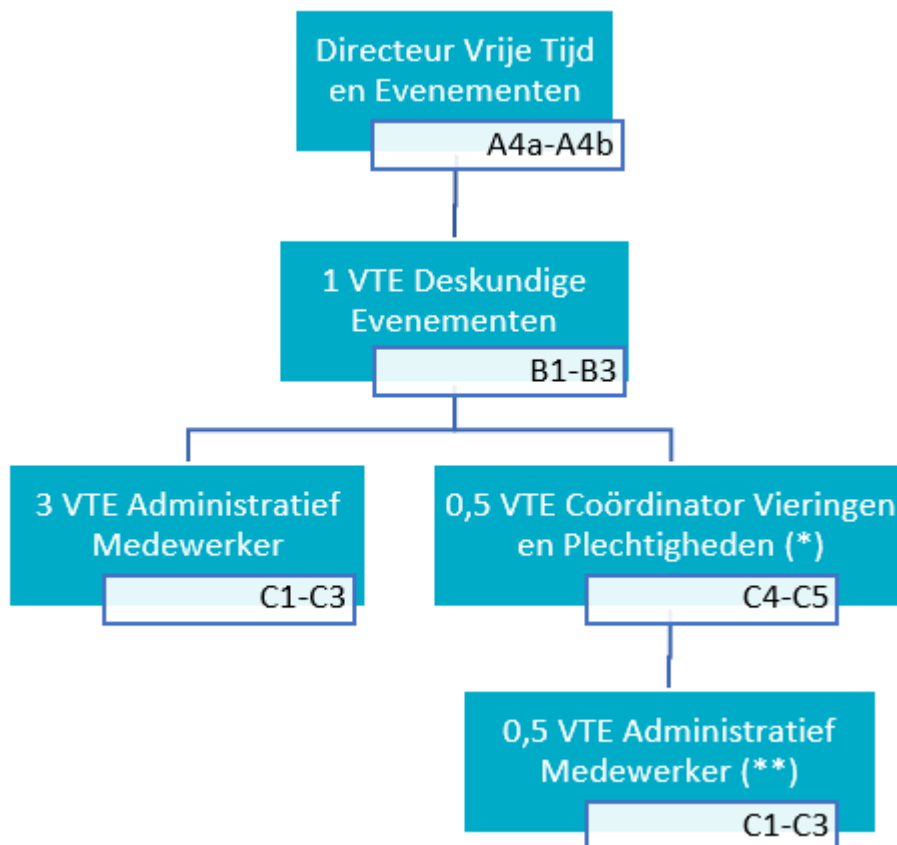 Directeur Vrije Tijd
en Evenementen
A4a-A4b
1 VTE Deskundige
Evenementen
B1-B3
3 VTE Administratief
Medewerker
C1-C3
0,5 VTE Coördinator Vieringen
en Plechtigheden (*)
C4-C5
0,5 VTE Administratief
Medewerker (**)
C1-C3